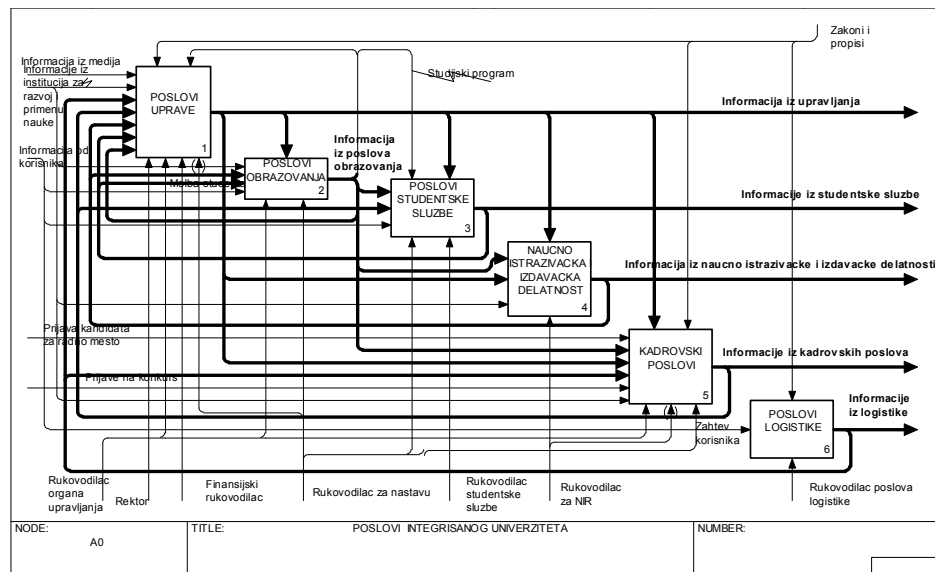 Zakoni i
propisi
Informacija iz medija
Informacije iz
institucija za
razvoj i
primenu
nauke
Studijski program
POSLOVI
UPRAVE
1
Informacija iz upravljanja
Informacija od
korisnika
Informacija
iz poslova
obrazovanja
POSLOVI
OBRAZOVANJA
2
POSLOVI
STUDENTSKE
SLUZBE
3
Informacije iz studentske sluzbe
NAUCNO
ISTRAZIVACKA I
IZDAVACKA
DELATNOST
4
Informacija iz naucno istrazivacke i izdavacke delatnosti
Prijava kandidata
za radno mesto
KADROVSKI
POSLOVI
5
Informacije iz kadrovskih poslova
Prijave na konkurs
Informacije
iz logistike
POSLOVI
LOGISTIKE
6
Zahtev
korisnika
Rukovodilac
organa
upravljanja
Rektor
Finansijski
rukovodilac
Rukovodilac za nastavu
Rukovodilac
studentske
sluzbe
Rukovodilac
za NIR
Rukovodilac poslova
logistike
NODE:
A0
TITLE:
POSLOVI INTEGRISANOG UNIVERZITETA
NUMBER: